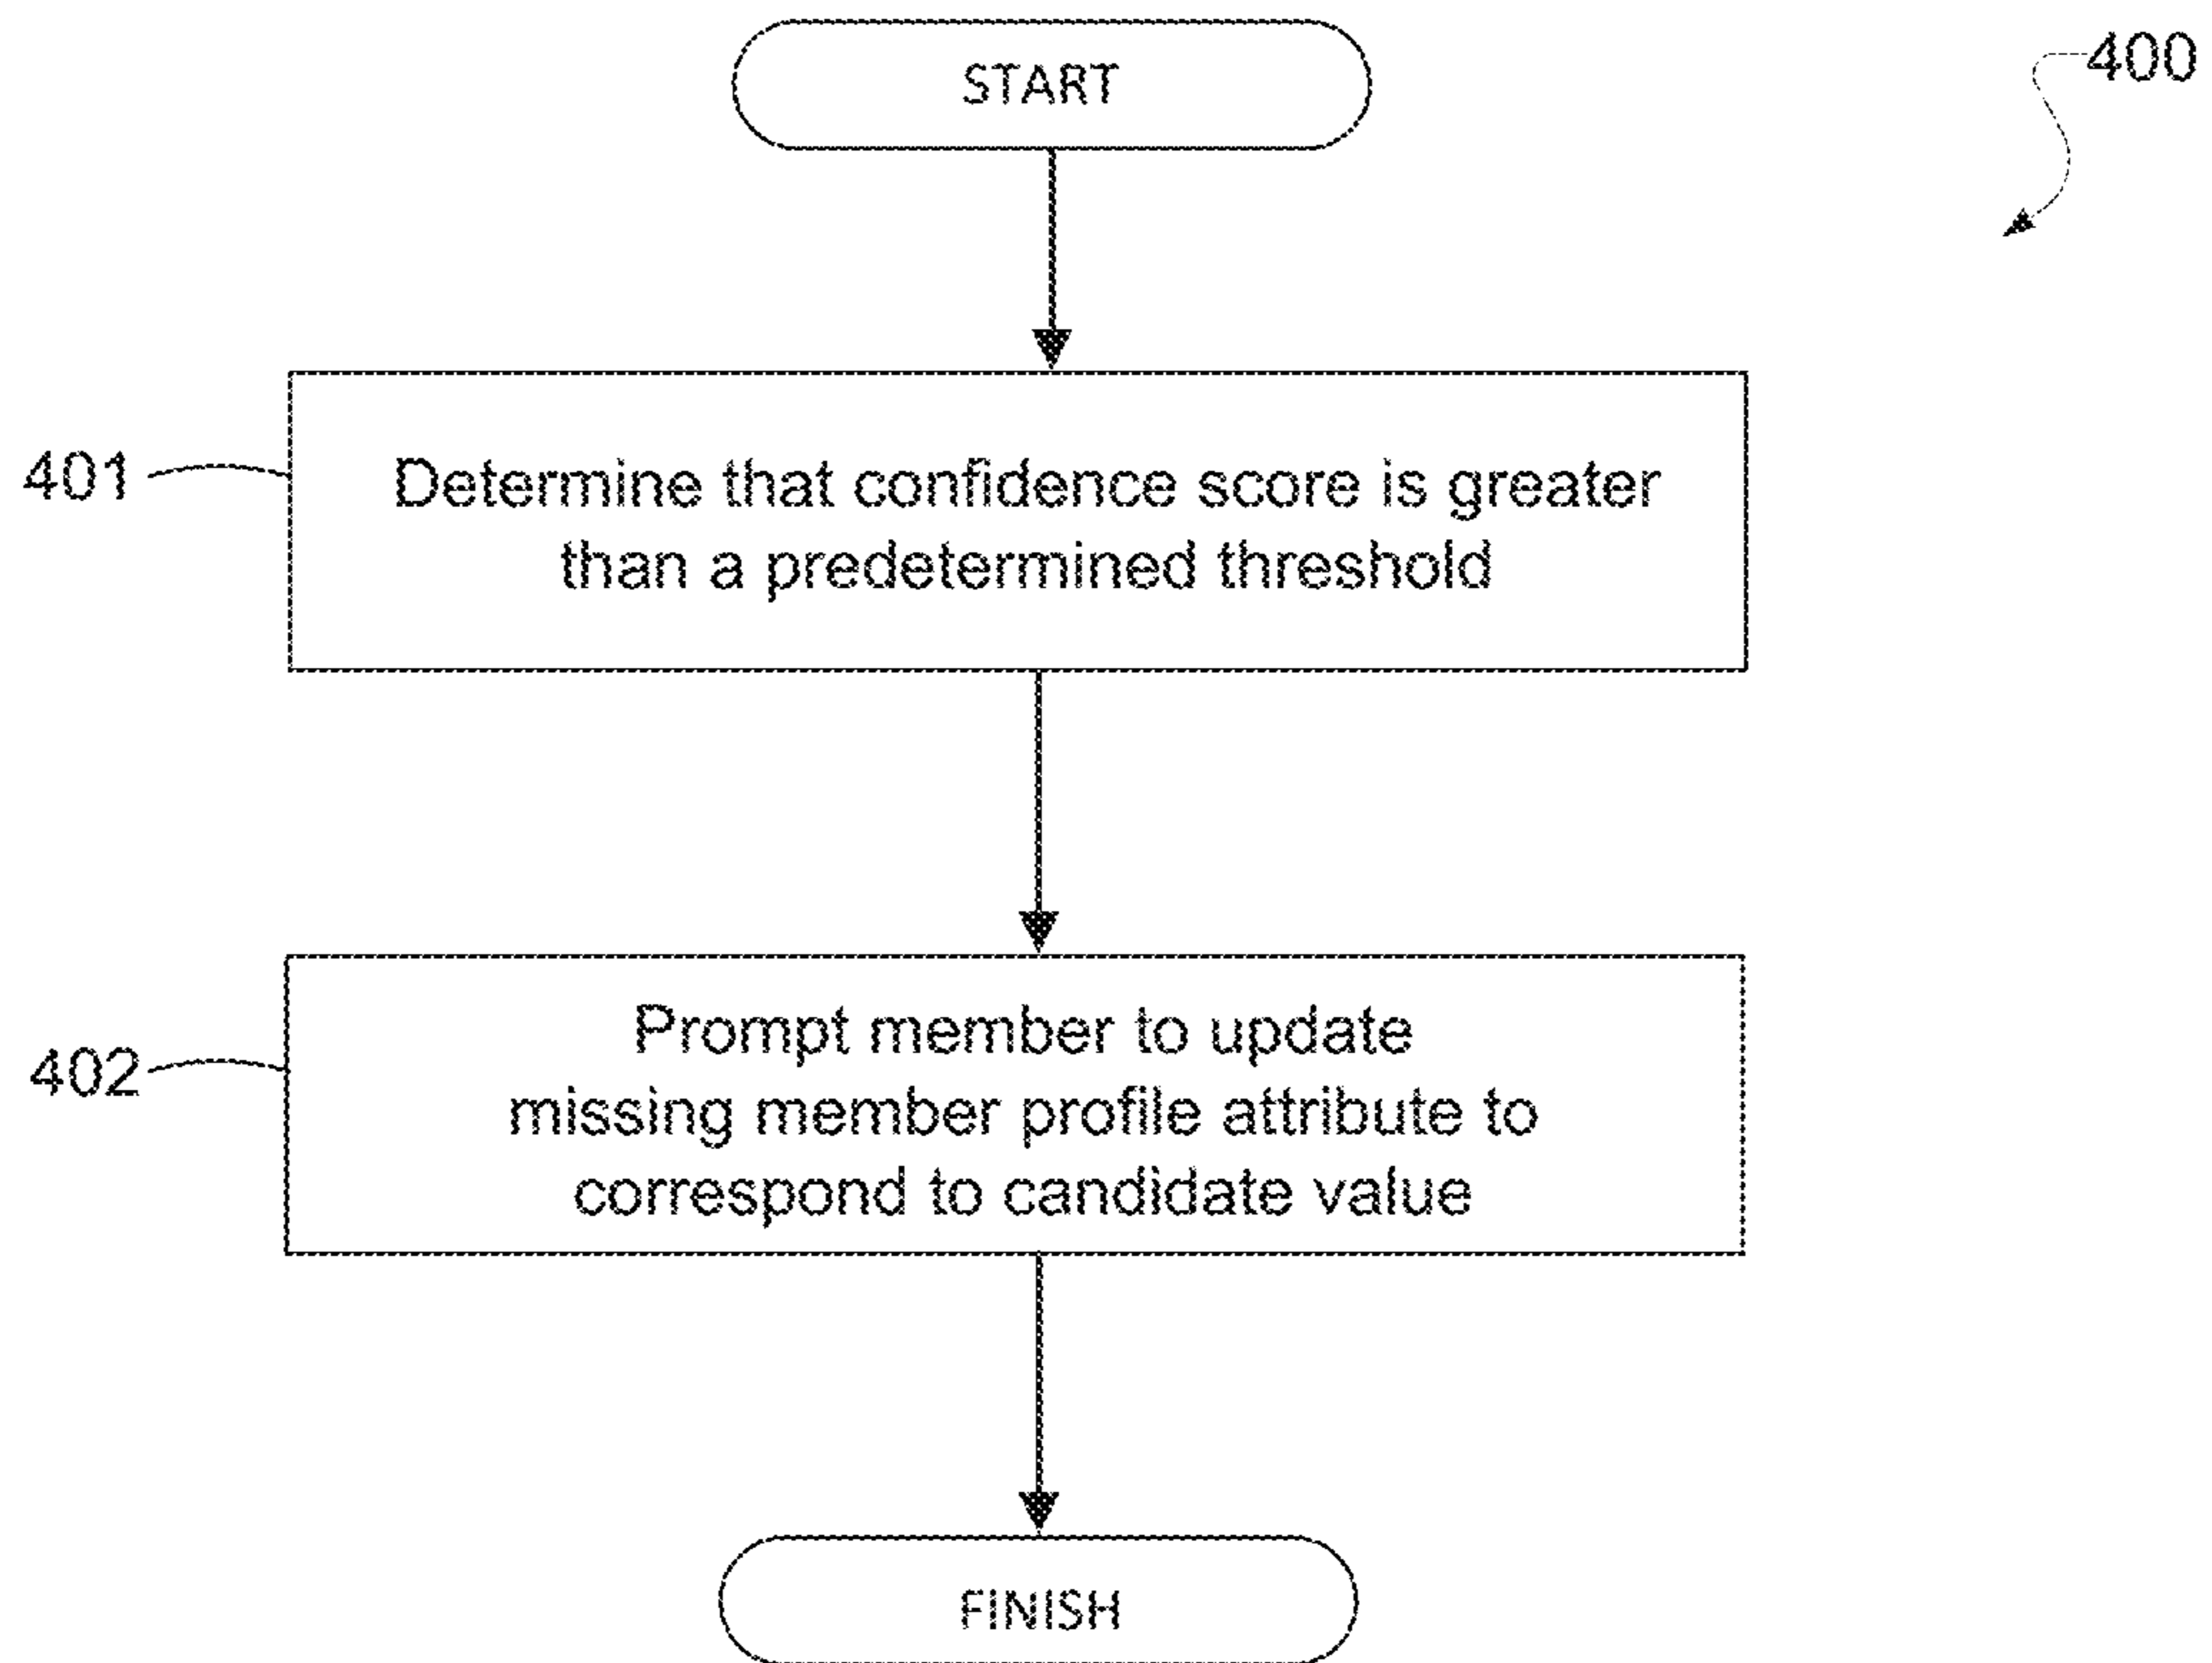 START
400
401
Determine that confidence score is greater
than a predetermined threshold
402
Prompt member to update
missing member profile attribute to
correspond to candidate value
FINISH